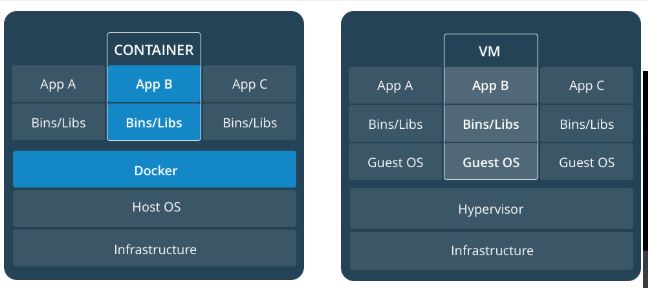 CONTAINER
App A App B App C
Bins/Libs Bins/Libs Bins/Libs
Docker
Host OS
Infrastructure
VM
App A App B App C
Bins/Libs Bins/Libs Bins/Libs
Guest OS Guest OS Guest OS
Hypervisor
Infrastructure